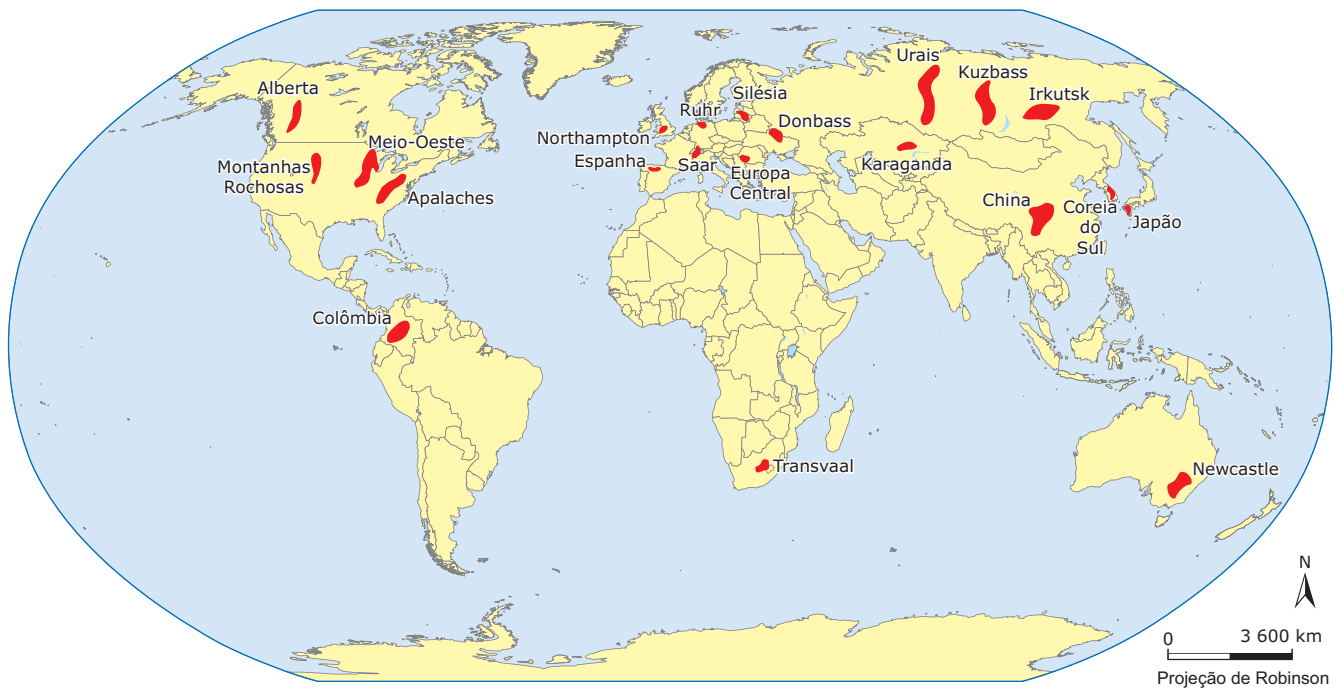 Urais
Kuzbass
Alberta
Silésia
Irkutsk
Ruhr
Donbass
Northampton
Meio-Oeste
Espanha
Saar
Karaganda
Montanhas
Rochosas
Europa
Central
Apalaches
China
Coreia
do
Sul
Japão
Colômbia
Transvaal
Newcastle
N
0 3 600 km
Projeção de Robinson